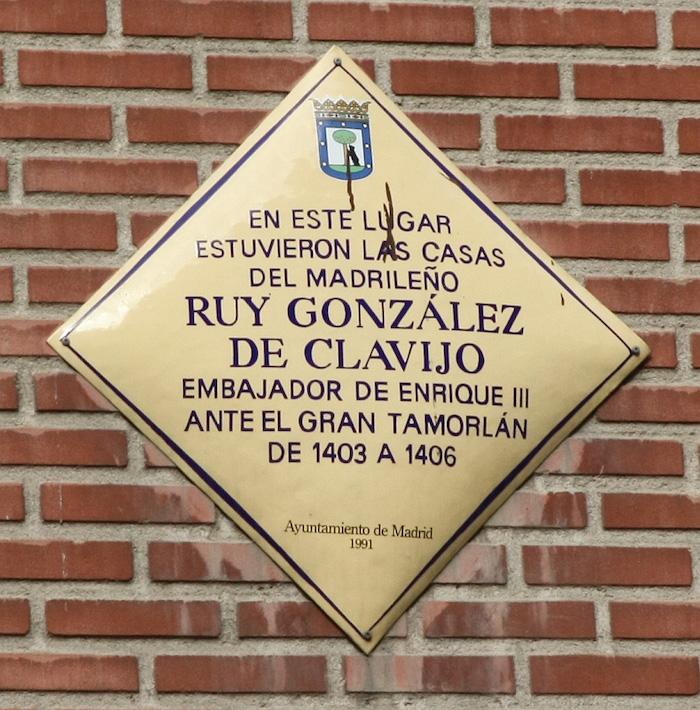 EN ESTE LUGAR
ESTUVIERON LAS CASAS
DEL MADRILEÑO
RUY GONZÁLEZ
DE CLAVIJO
EMBAJADOR DE ENRIQUE III
ANTE EL GRAN TAMORLÁN
DE 1403 A 1406
Ayuntamiento de Madrid
1991